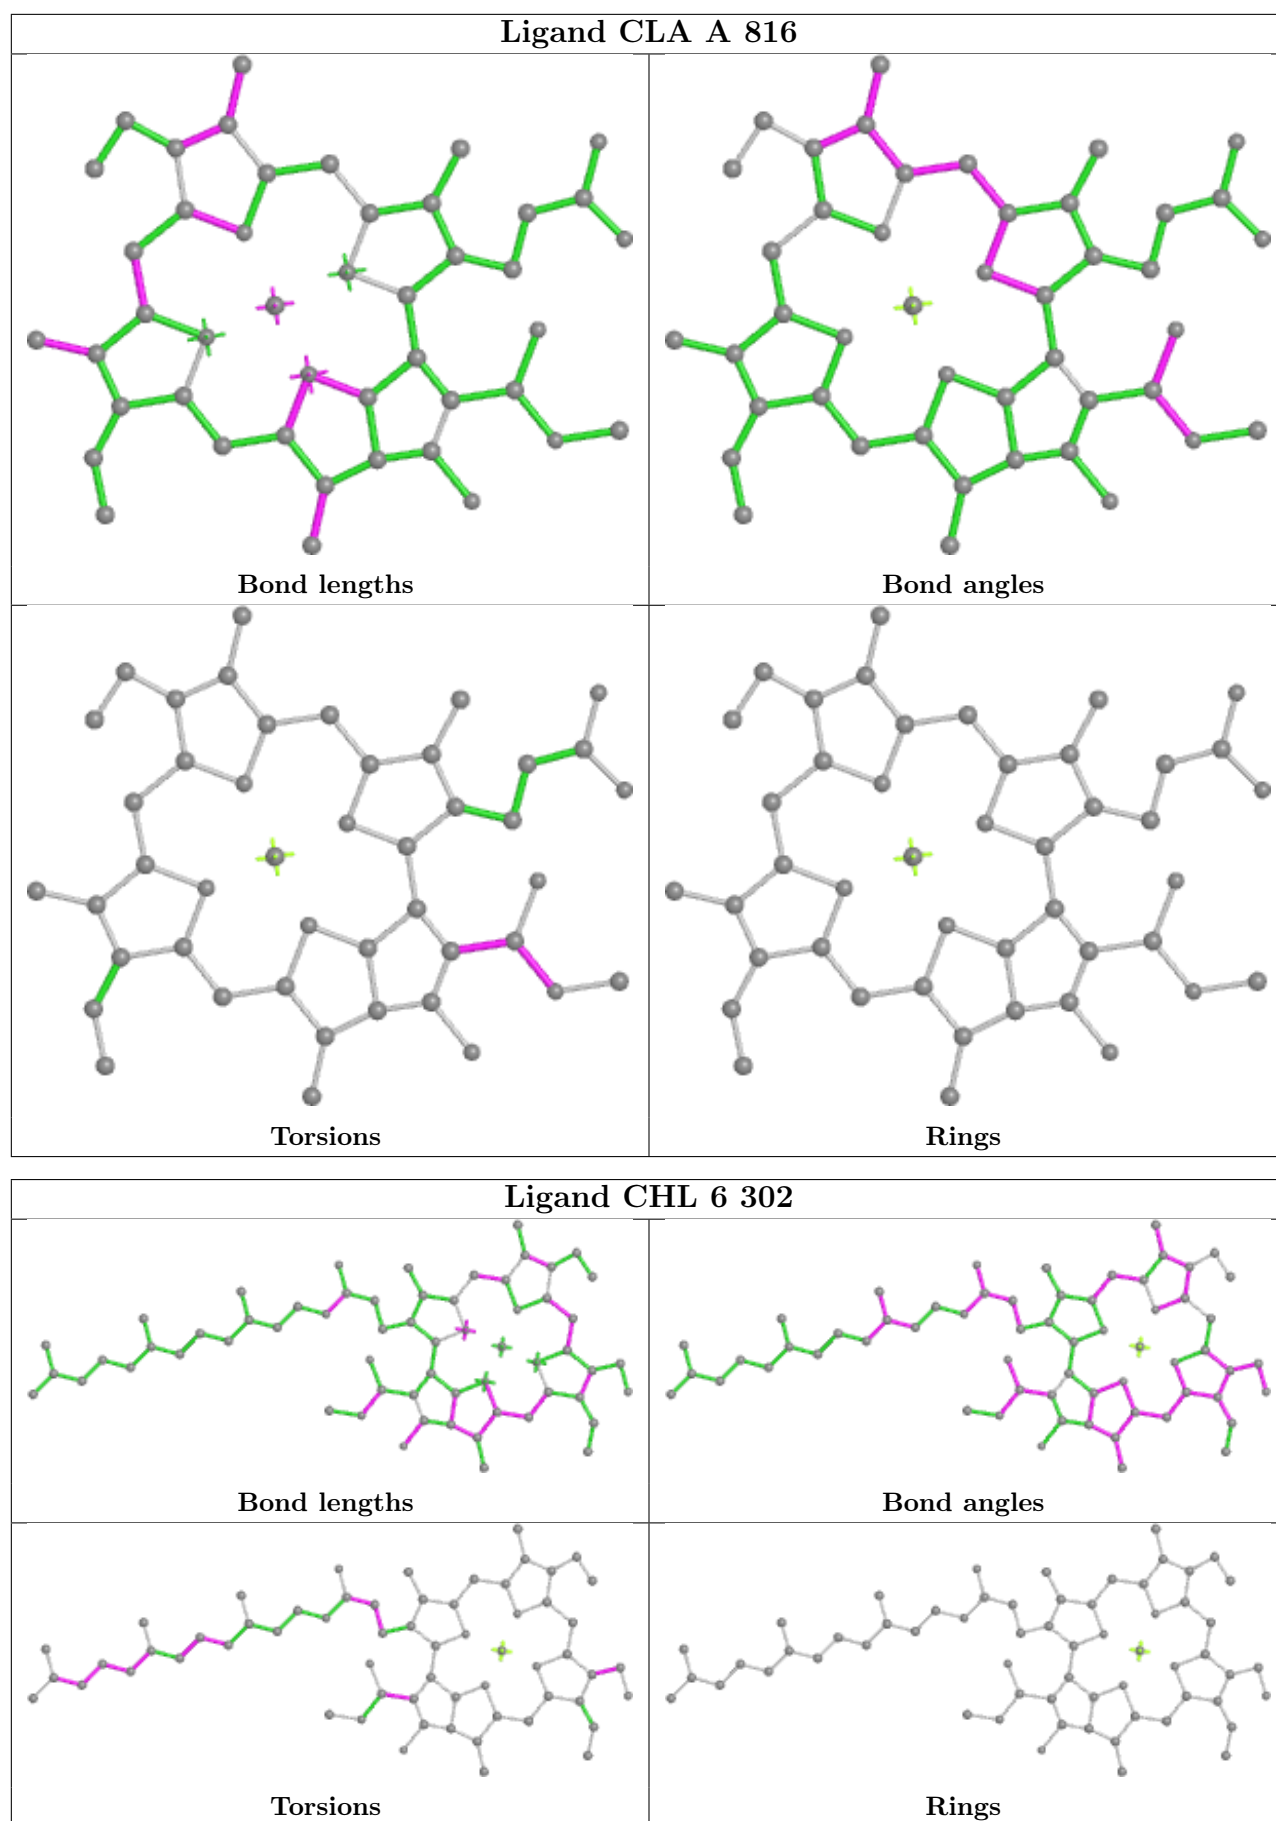 Ligand CLA A 816
Bond lengths
Bond angles
Torsions
Rings
Ligand CHL 6 302
Bond lengths
Bond angles
Torsions
Rings